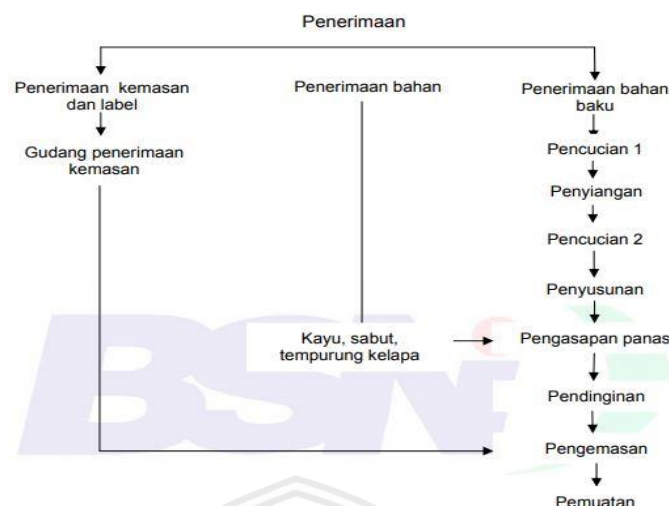 Penerimaan
Penerimaan kemasan
dan label
Gudang penerimaan
kemasan
Penerimaan bahan
Kayu, sabut,
tempurung kelapa
Penerimaan bahan
baku
Pencucian 1
Penyiangan
Pencucian 2
Penyusunan
Pengasapan panas
Pendinginan
Pengemasan
Pemuatan
BSN